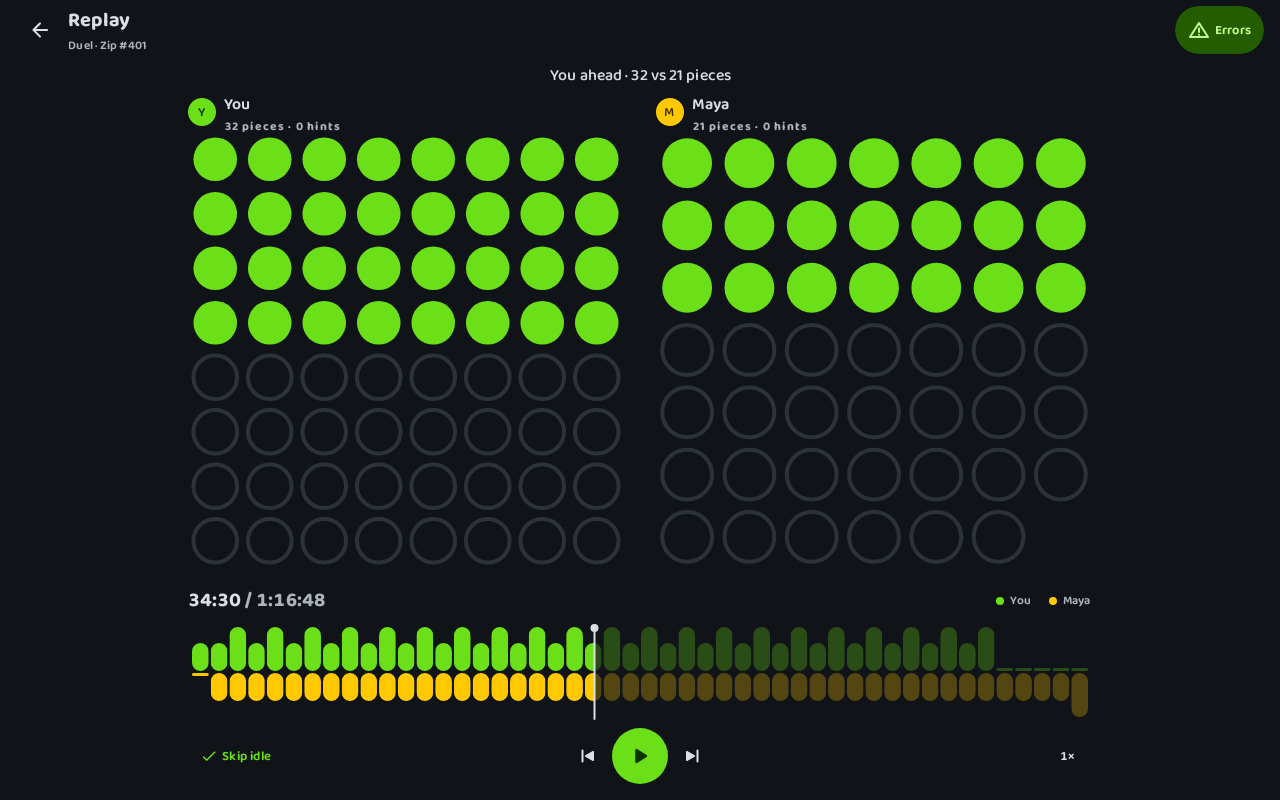 Replay
Duel · Zip #401
Errors
You ahead · 32 vs 21 pieces
Y
You
32 pieces · 0 hints
M
Maya
21 pieces · 0 hints
34:30 / 1:16:48
You
Maya
Skip idle
1×